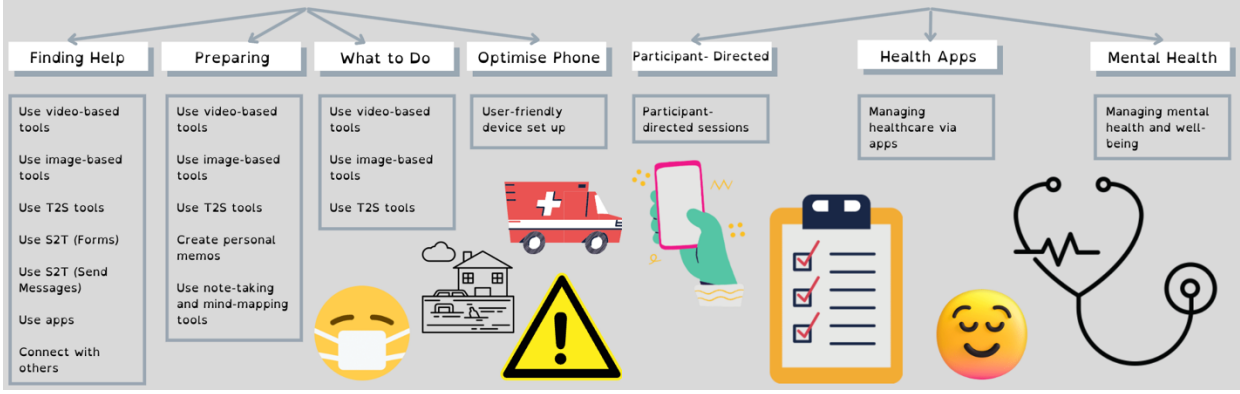 Finding Help
Preparing
What to Do
Optimise Phone
Participant- Directed
Health Apps
Mental Health
Use video-based
tools
Use image-based
tools
Use T2S tools
Use S2T (Forms)
Use S2T (Send
Messages)
Use apps
Connect with
others
Use video-based
tools
Use image-based
tools
Use T2S tools
Create personal
memos
Use note-taking
and mind-mapping
tools
Use video-based
tools
Use image-based
tools
Use T2S tools
User-friendly
device set up
Participant-
directed sessions
Managing
healthcare via
apps
Managing mental
health and well-
being